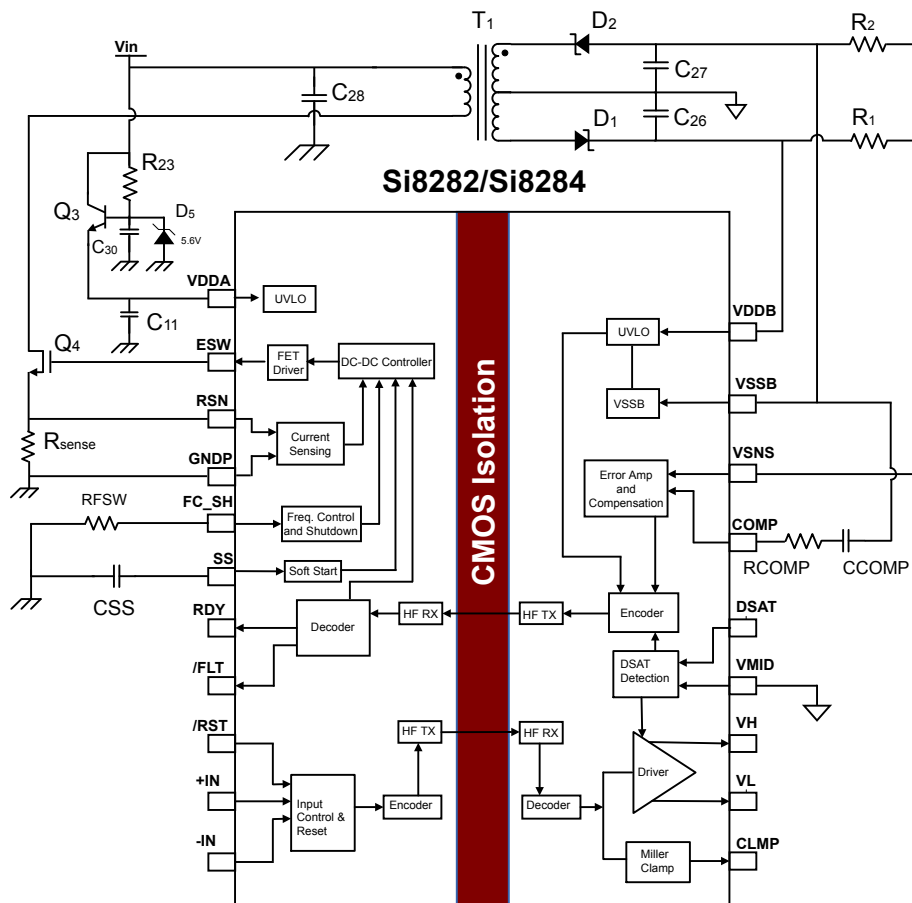 T1
D2
R2
Vin
C27
C28
R1
D1
C26
R23
Si8282/Si8284
Q3
D5
5.6V
C30
VDDA
UVLO
C11
VDDB
UVLO
Q4
ESW
FET
Driver
DC-DC Controller
VSSB
VSSB
RSN
Current
Sensing
Rsense
GNDP
VSNS
Error Amp
and
Compensation
CMOS Isolation
RFSW
FC_SH
Freq. Control
and Shutdown
COMP
RCOMP
CCOMP
SS
Soft Start
CSS
RDY
Decoder
HF RX
HF TX
Encoder
DSAT
/FLT
DSAT
Detection
VMID
/RST
HF TX
HF RX
VH
+IN
Input
Control &
Reset
Encoder
Decoder
Driver
VL
-IN
Miller
Clamp
CLMP